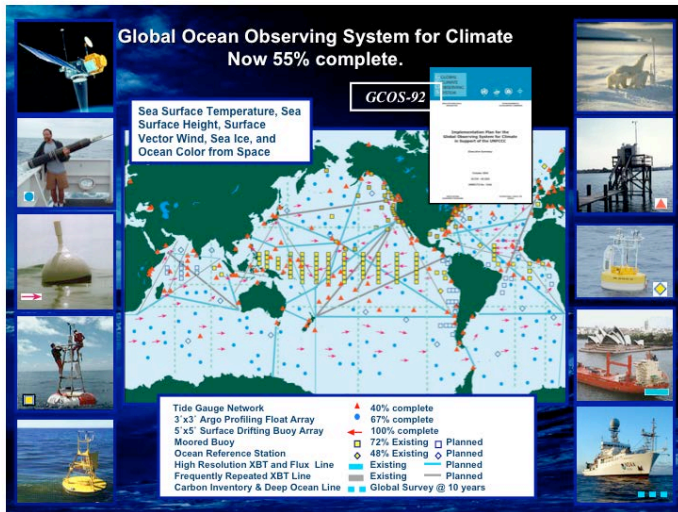 Global Ocean Observing System for Climate
Now 55% complete.
GCOS-92
Sea Surface Temperature, Sea
Surface Height, Surface
Vector Wind, Sea Ice, and
Ocean Color from Space
Implementation Plan for the
Global Observing System for Climate
in Support of the UNFCCC
Tide Gauge Network 40% complete
3˚x3˚ Argo Profiling Float Array 67% complete
5˚x5˚ Surface Drifting Buoy Array 100% complete
Moored Buoy 72% Existing Planned
Ocean Reference Station 48% Existing Planned
High Resolution XBT and Flux Line Existing Planned
Frequently Repeated XBT Line Existing Planned
Carbon Inventory & Deep Ocean Line Global Survey @ 10 years